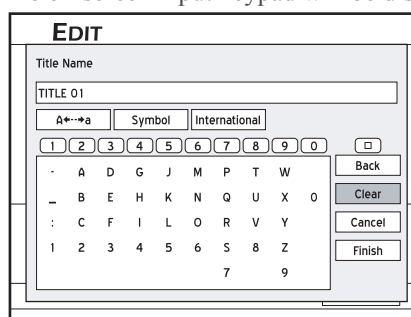 EDIT
Title Name
TITLE 01
A←--→a Symbol International
1 2 3 4 5 6 7 8 9 0 □
- A D G J M P T W Back
_ B E H K N Q U X 0 Clear
: C F I L O R V Y Cancel
1 2 3 4 5 6 S 8 Z Finish
7 9